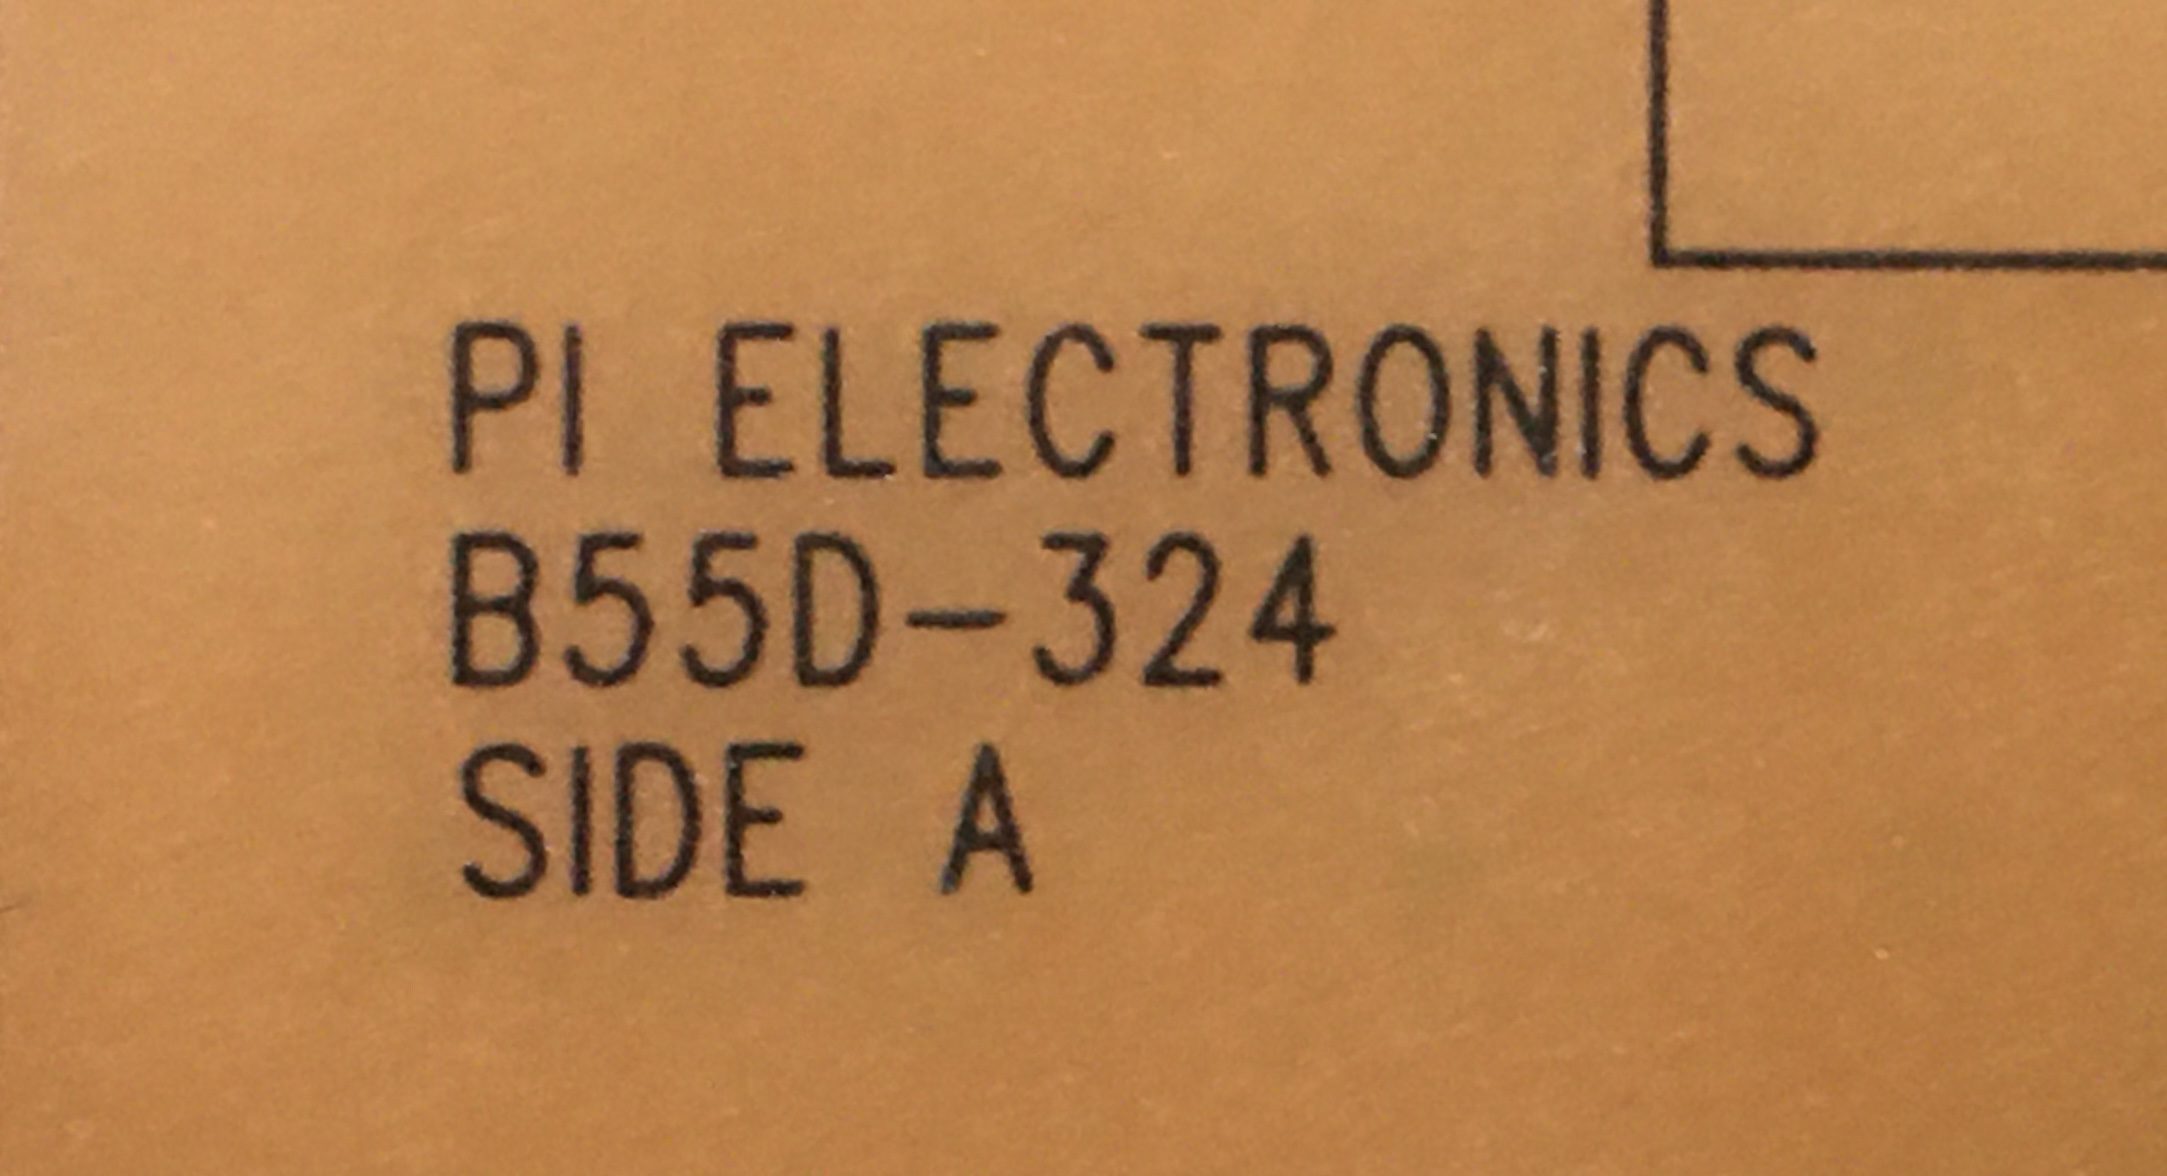 PI ELECTRONICS
B55D-324
SIDE A